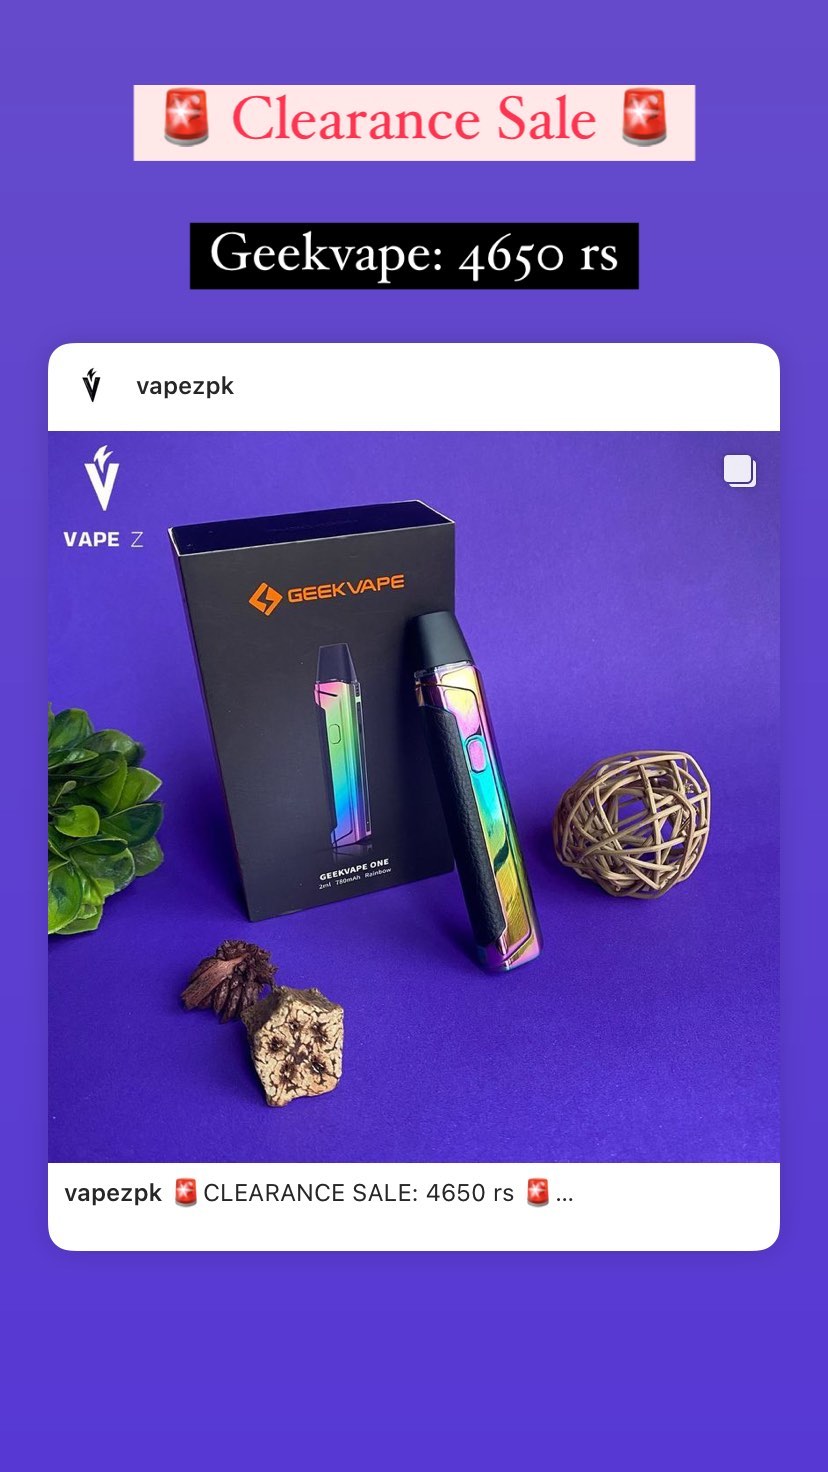 🚨 Clearance Sale 🚨
Geekvape: 4650 rs
vapezpk
VAPE Z
GEEKVAPE
GEEKVAPE ONE
2ml 780mAh Rainbow
vapezpk 🚨CLEARANCE SALE: 4650 rs 🚨...